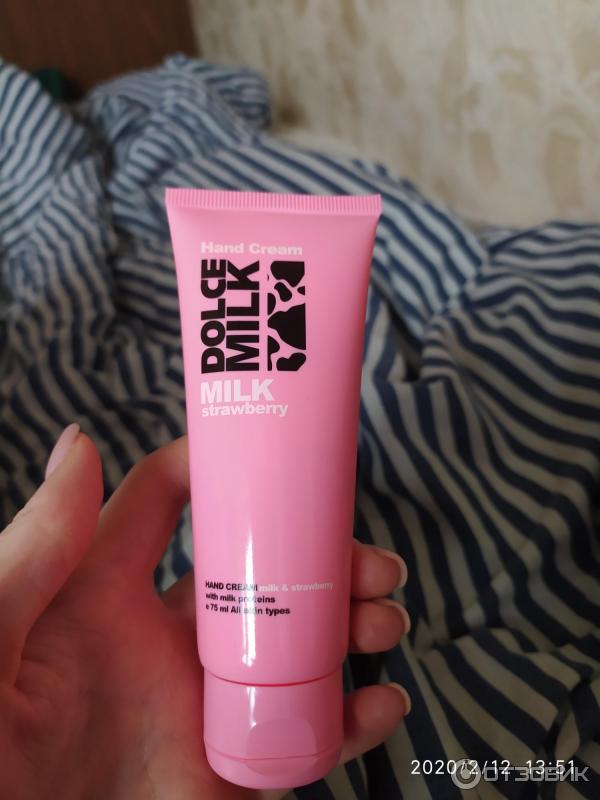 Hand Cream
DOLCE
MILK
MILK
strawberry
HAND CREAM milk & strawberry
with milk proteins
e 75 ml All skin types
2020/2/12 13:51
ОТЗОВИК